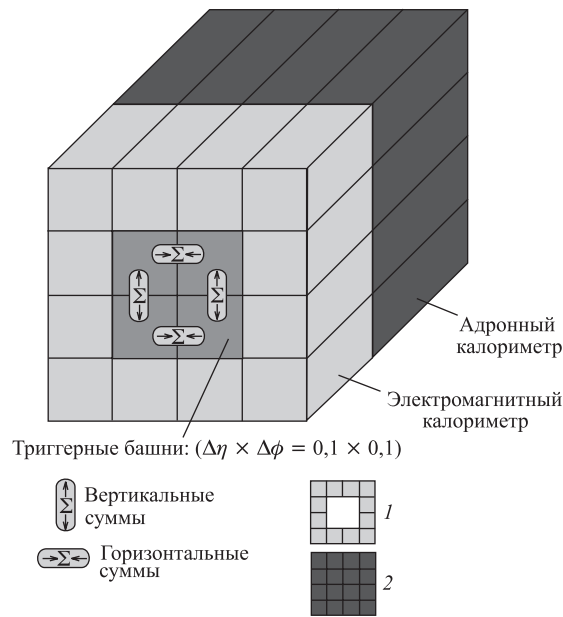 Σ
Σ
Σ
Σ
Адронный
калориметр
Электромагнитный
калориметр
Триггерные башни: (Δη × Δϕ = 0,1 × 0,1)
Σ
Вертикальные
суммы
1
Σ
Горизонтальные
суммы
2